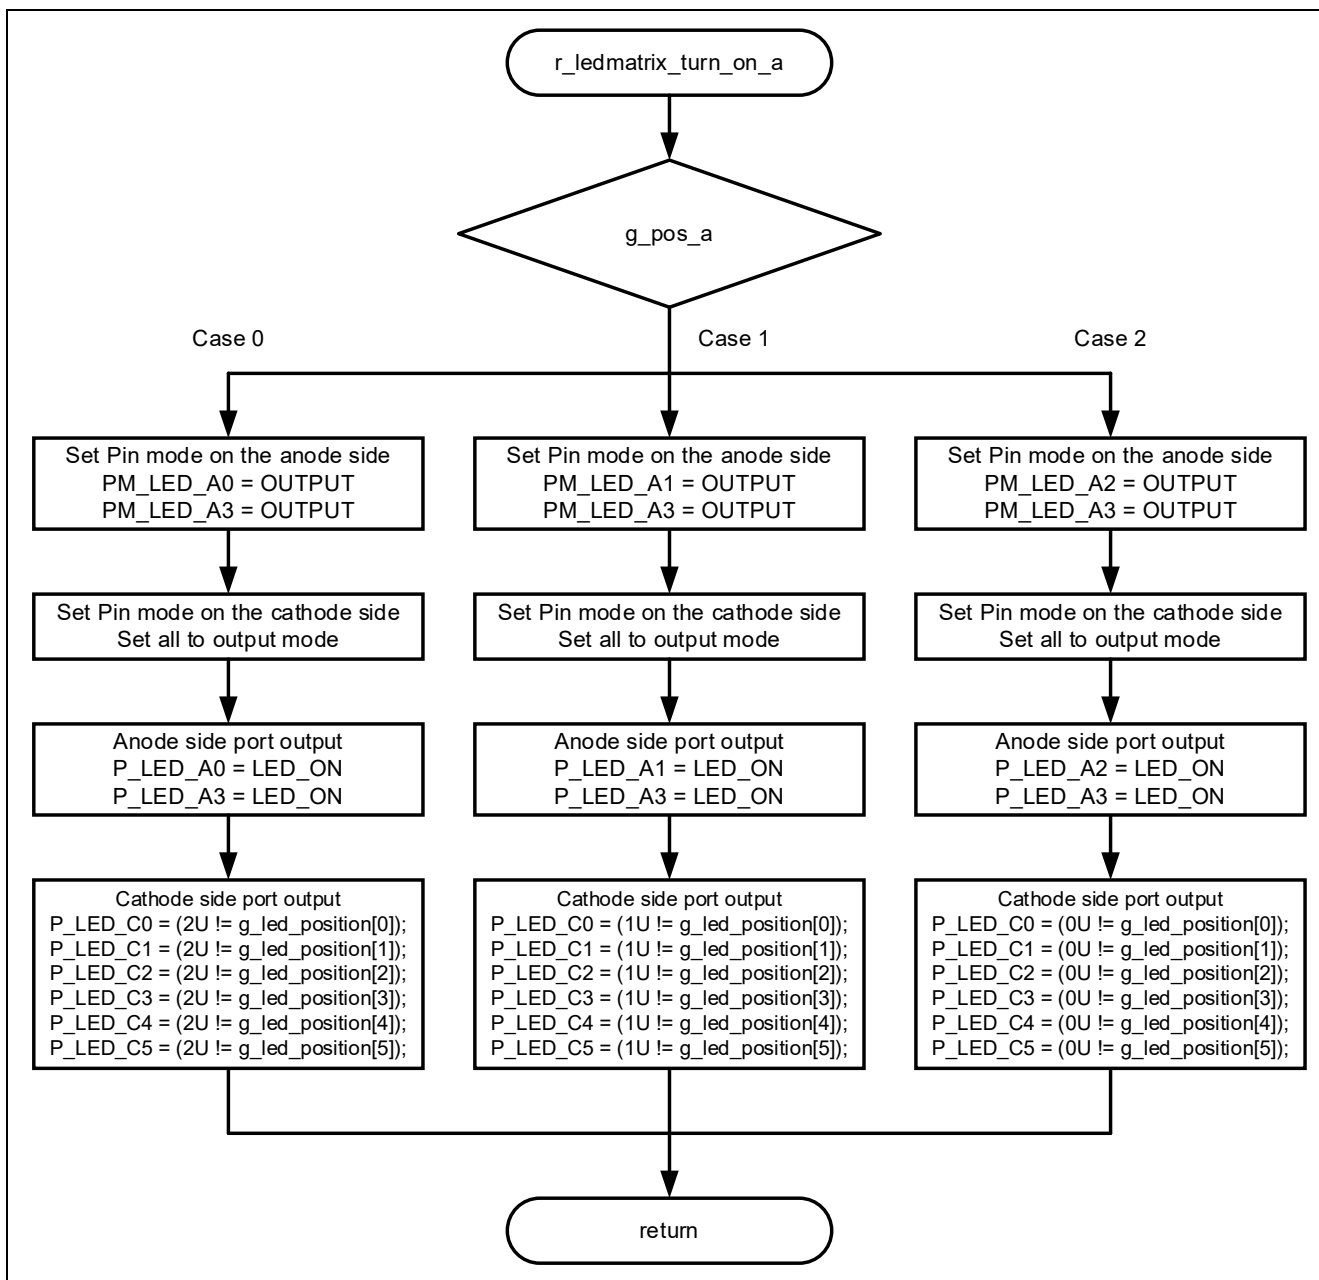 r_ledmatrix_turn_on_a
g_pos_a
Case 0
Case 1
Case 2
Set Pin mode on the anode side
PM_LED_A0 = OUTPUT
PM_LED_A3 = OUTPUT
Set Pin mode on the cathode side
Set all to output mode
Anode side port output
P_LED_A0 = LED_ON
P_LED_A3 = LED_ON
Cathode side port output
P_LED_C0 = (2U != g_led_position[0]);
P_LED_C1 = (2U != g_led_position[1]);
P_LED_C2 = (2U != g_led_position[2]);
P_LED_C3 = (2U != g_led_position[3]);
P_LED_C4 = (2U != g_led_position[4]);
P_LED_C5 = (2U != g_led_position[5]);
Set Pin mode on the anode side
PM_LED_A1 = OUTPUT
PM_LED_A3 = OUTPUT
Set Pin mode on the cathode side
Set all to output mode
Anode side port output
P_LED_A1 = LED_ON
P_LED_A3 = LED_ON
Cathode side port output
P_LED_C0 = (1U != g_led_position[0]);
P_LED_C1 = (1U != g_led_position[1]);
P_LED_C2 = (1U != g_led_position[2]);
P_LED_C3 = (1U != g_led_position[3]);
P_LED_C4 = (1U != g_led_position[4]);
P_LED_C5 = (1U != g_led_position[5]);
Set Pin mode on the anode side
PM_LED_A2 = OUTPUT
PM_LED_A3 = OUTPUT
Set Pin mode on the cathode side
Set all to output mode
Anode side port output
P_LED_A2 = LED_ON
P_LED_A3 = LED_ON
Cathode side port output
P_LED_C0 = (0U != g_led_position[0]);
P_LED_C1 = (0U != g_led_position[1]);
P_LED_C2 = (0U != g_led_position[2]);
P_LED_C3 = (0U != g_led_position[3]);
P_LED_C4 = (0U != g_led_position[4]);
P_LED_C5 = (0U != g_led_position[5]);
return